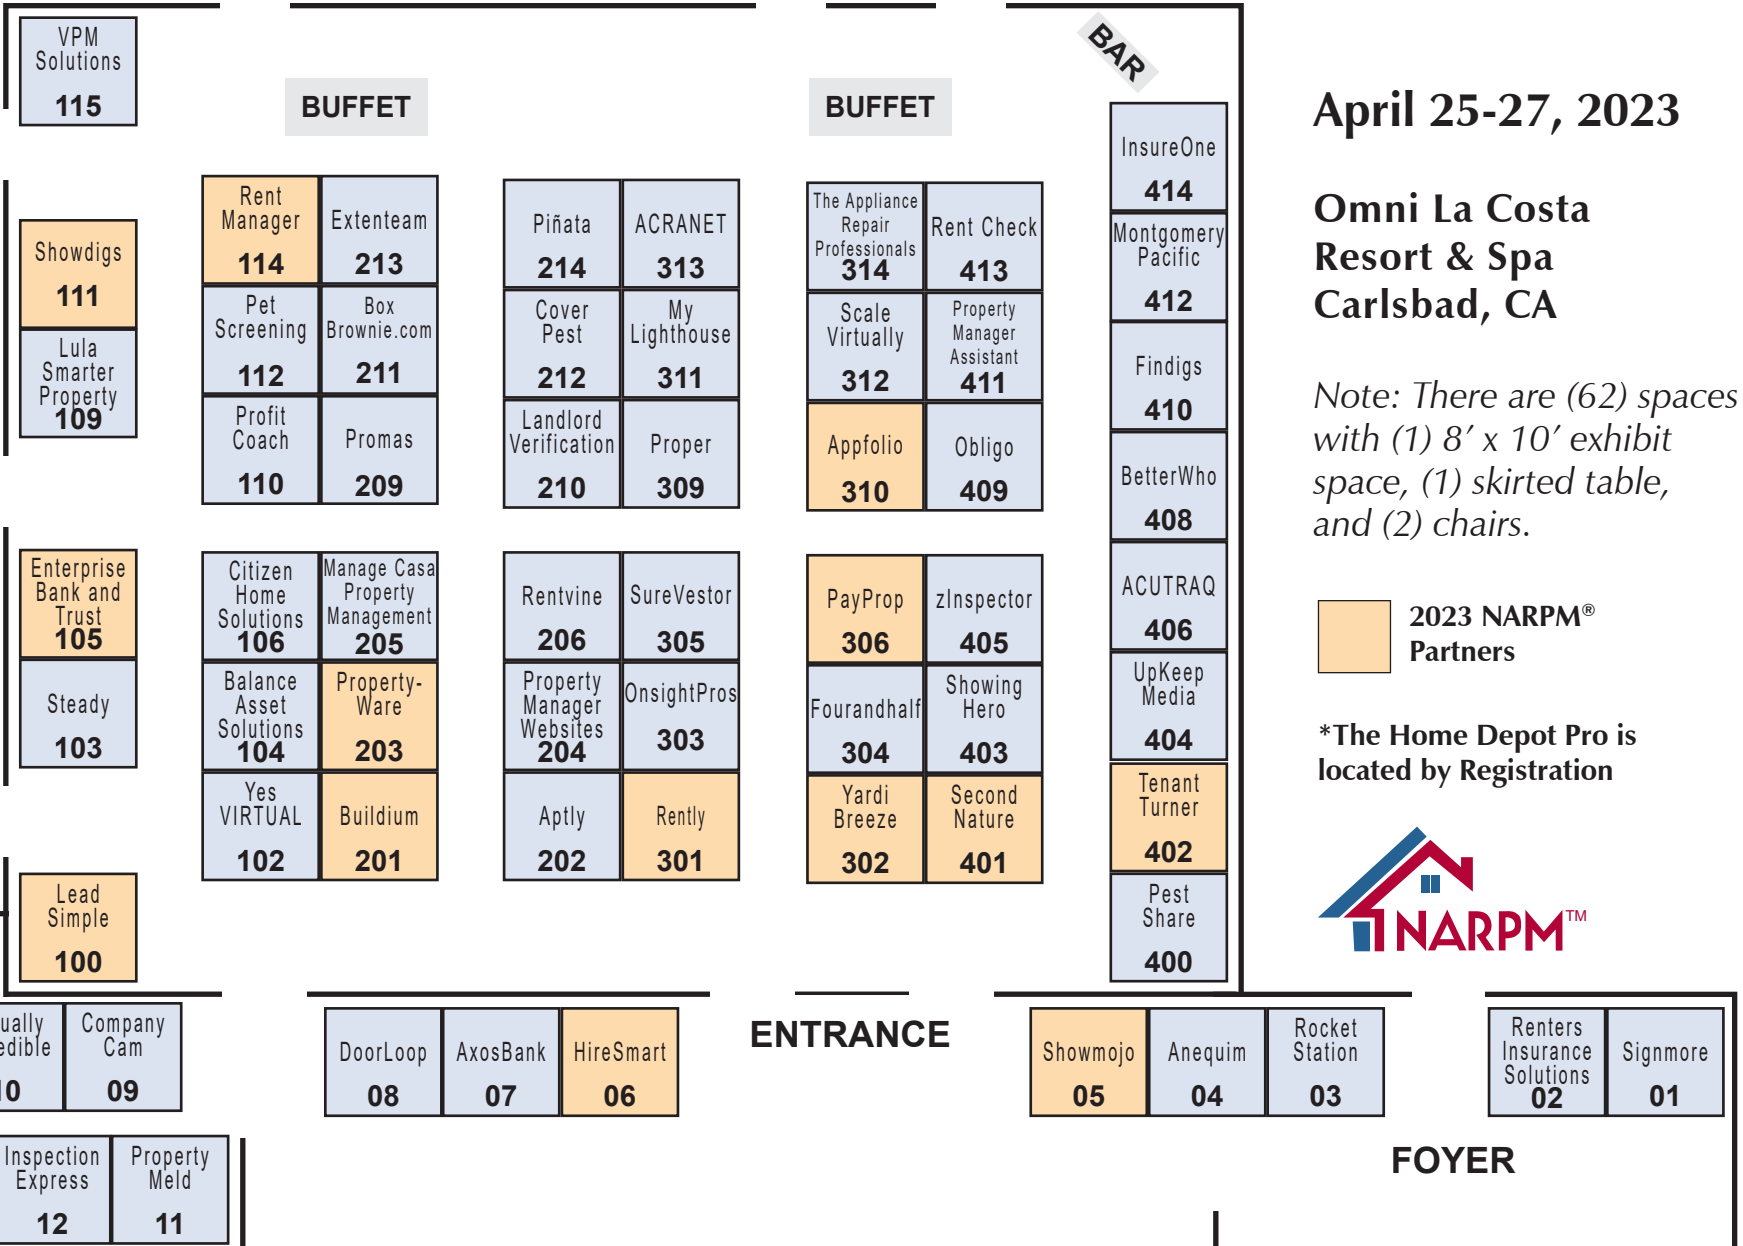 VPM
Solutions
115
BUFFET
BUFFET
BAR
Showdigs
111
Lula
Smarter
Property
109
Rent
Manager
114
Extenteam
213
Pet
Screening
112
Box
Brownie.com
211
Profit
Coach
110
Promas
209
Piñata
214
ACRANET
313
Cover
Pest
212
My
Lighthouse
311
Landlord
Verification
210
Proper
309
The Appliance
Repair
Professionals
314
Rent Check
413
Scale
Virtually
312
Property
Manager
Assistant
411
Appfolio
310
Obligo
409
InsureOne
414
Montgomery
Pacific
412
Findigs
410
BetterWho
408
ACUTRAQ
406
UpKeep
Media
404
Tenant
Turner
402
Pest
Share
400
Enterprise
Bank and
Trust
105
Steady
103
Lead
Simple
100
Citizen
Home
Solutions
106
Manage Casa
Property
Management
205
Balance
Asset
Solutions
104
Property-
Ware
203
Yes
VIRTUAL
102
Buildium
201
Rentvine
206
SureVestor
305
Property
Manager
Websites
204
OnsightPros
303
Aptly
202
Rently
301
PayProp
306
zInspector
405
Fourandhalf
304
Showing
Hero
403
Yardi
Breeze
302
Second
Nature
401
ually
edible
10
Company
Cam
09
DoorLoop
08
AxosBank
07
HireSmart
06
ENTRANCE
Showmojo
05
Anequim
04
Rocket
Station
03
Renters
Insurance
Solutions
02
Signmore
01
Inspection
Express
12
Property
Meld
11
FOYER
April 25-27, 2023
Omni La Costa
Resort & Spa
Carlsbad, CA
Note: There are (62) spaces
with (1) 8’ x 10’ exhibit
space, (1) skirted table,
and (2) chairs.
2023 NARPM®
Partners
*The Home Depot Pro is
located by Registration
NARPM™